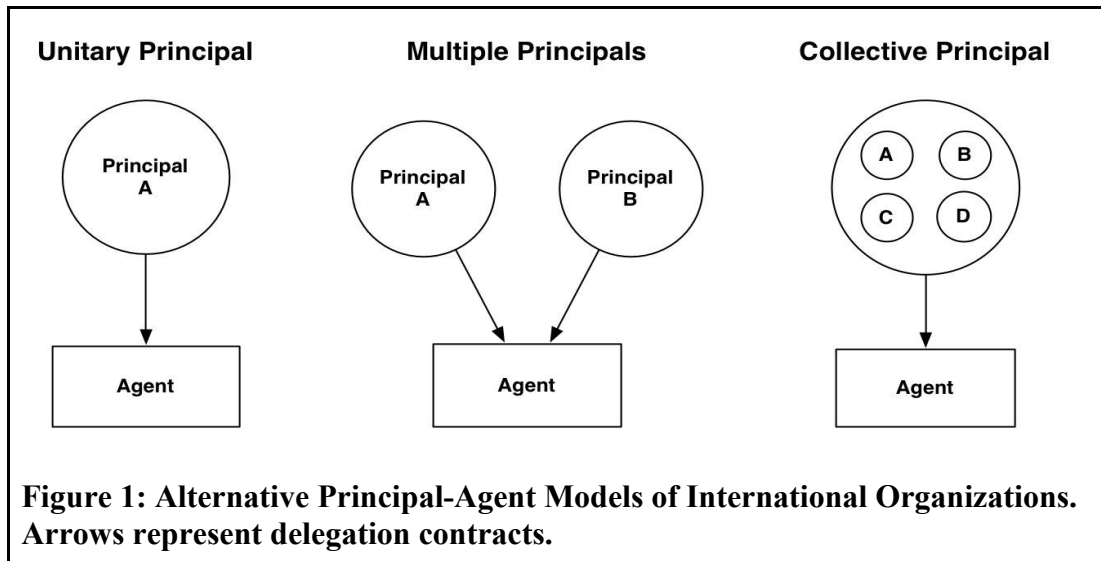 Unitary Principal
Principal
A
Agent
Multiple Principals
Principal
A
Principal
B
Agent
Collective Principal
A
B
C
D
Agent
Figure 1: Alternative Principal-Agent Models of International Organizations.
Arrows represent delegation contracts.